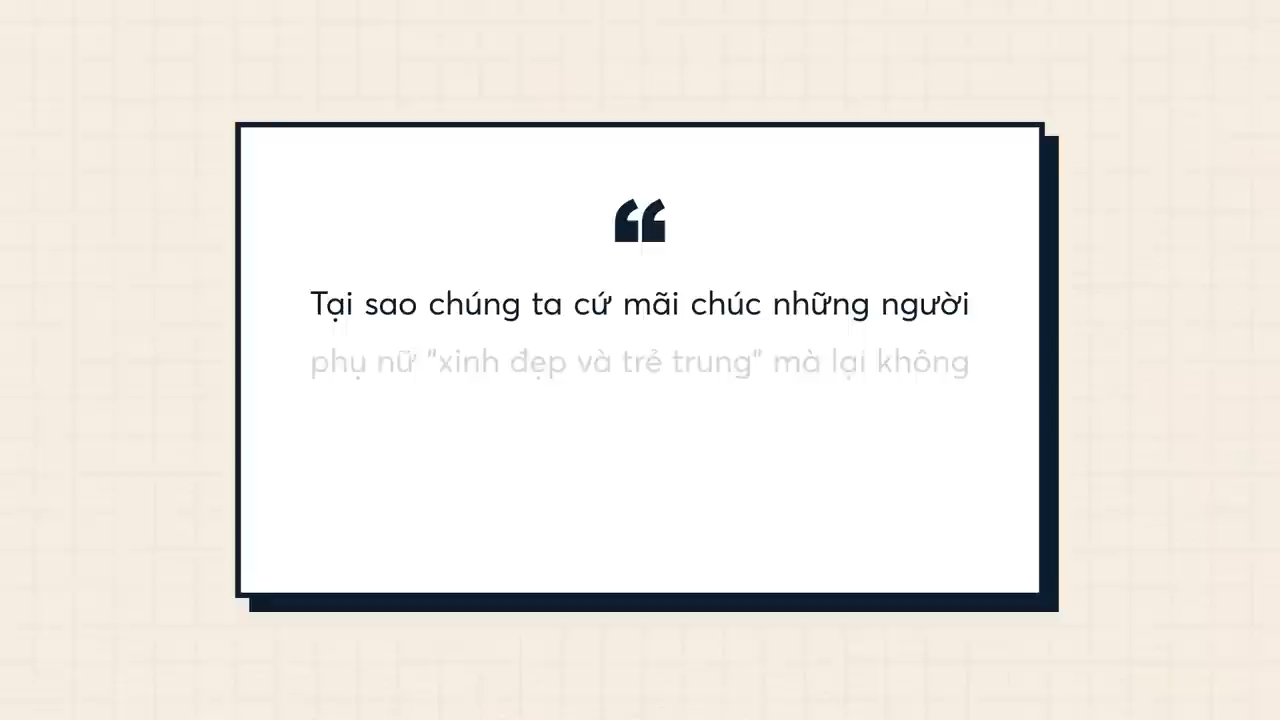 ❝
Tại sao chúng ta cứ mãi chúc những người
phụ nữ "xinh đẹp và trẻ trung" mà lại không